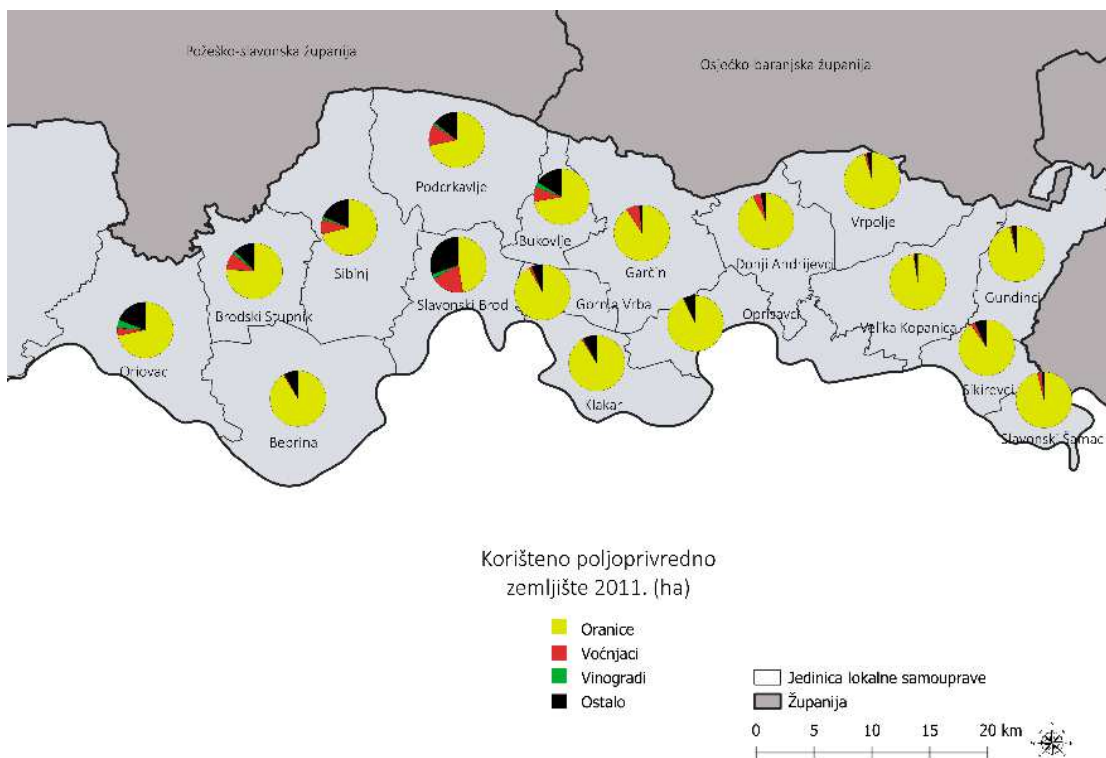 Požeško-slavonska županija
Osječko-baranjska županija
Podcrkavlje
Vrpolje
Bukovlje
Sibinj
Garčin
Donji Andrijevci
Gundinci
Brodski Stupnik
Slavonski Brod
Gornja Vrba
Oprisavci
Velika Kopanica
Oriovac
Sikirevci
Klakar
Bebrina
Slavonski Šamac
Korišteno poljoprivredno
zemljište 2011. (ha)
Oranice
Voćnjaci
Vinogradi
Ostalo
Jedinica lokalne samouprave
Županija
0 5 10 15 20 km